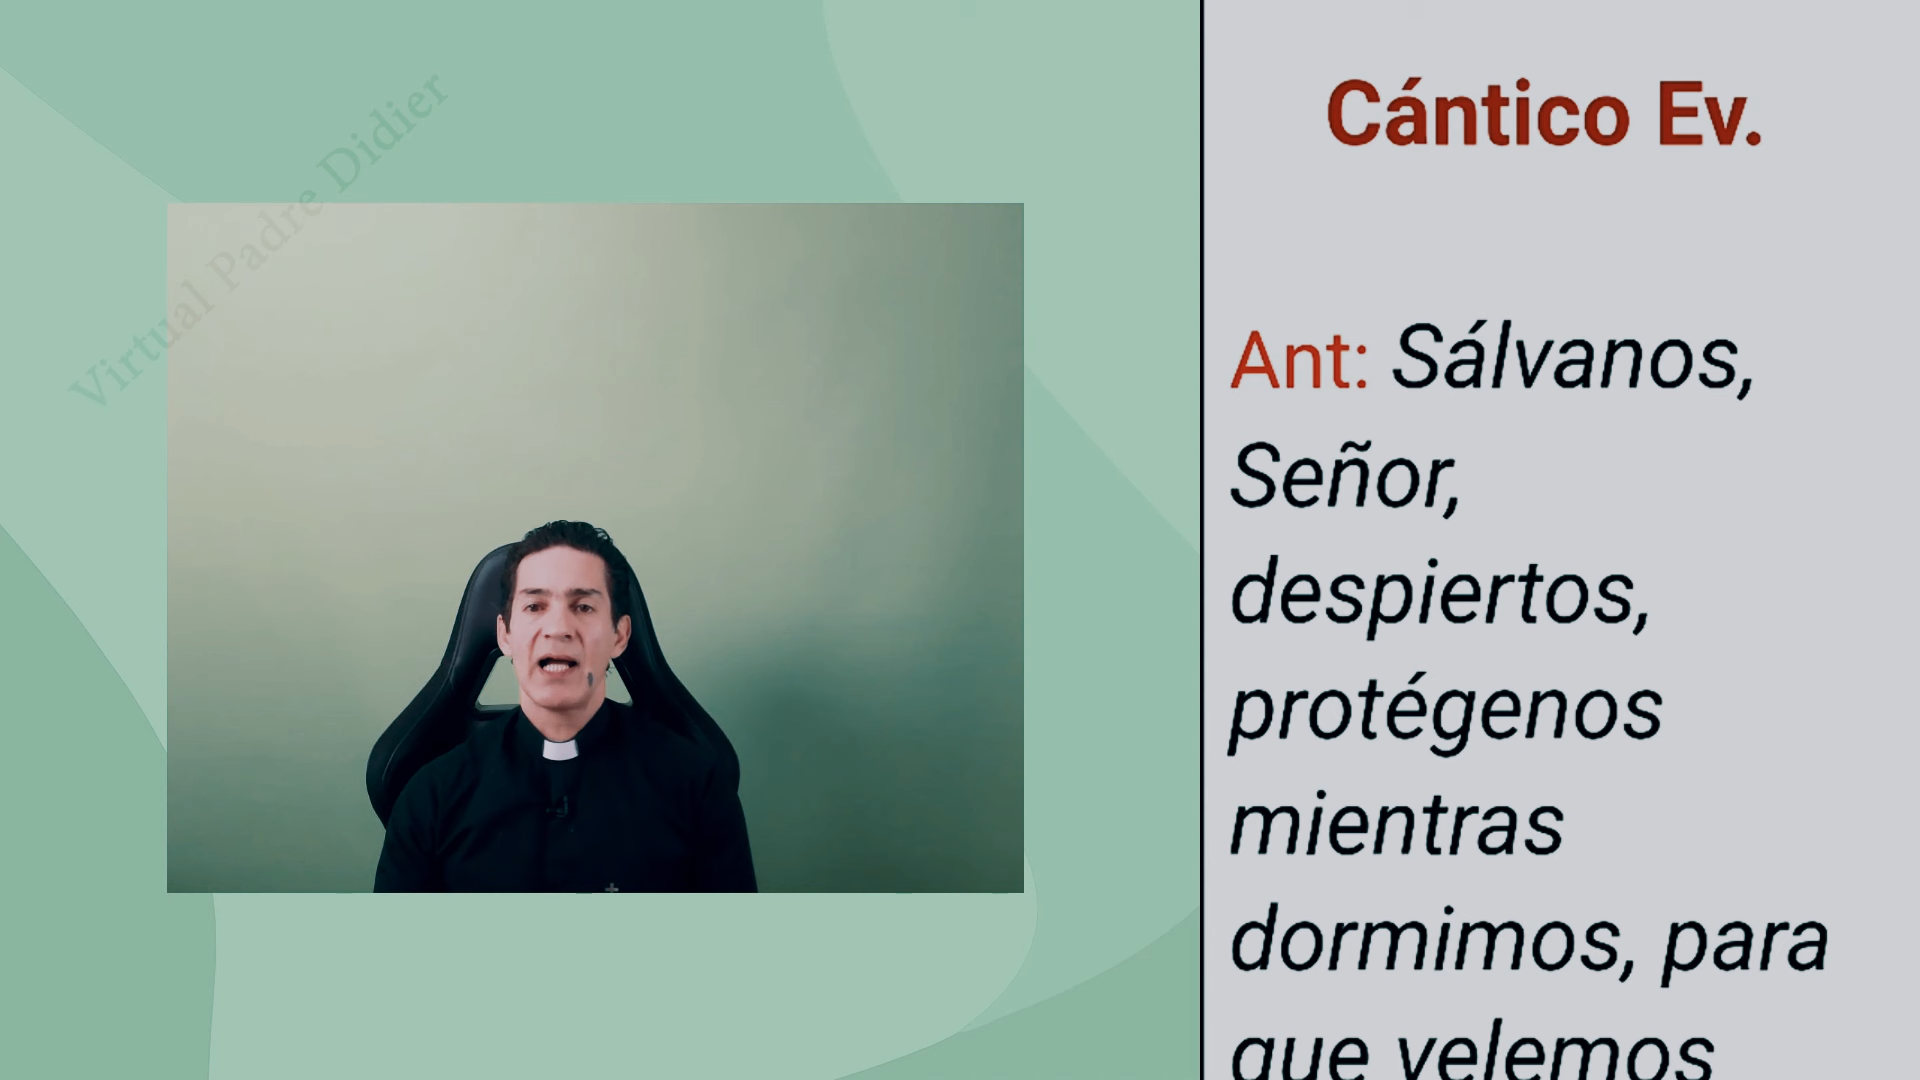 Virtual Padre Didier
Cántico Ev.
Ant: Sálvanos,
Señor,
despiertos,
protégenos
mientras
dormimos, para
que velemos